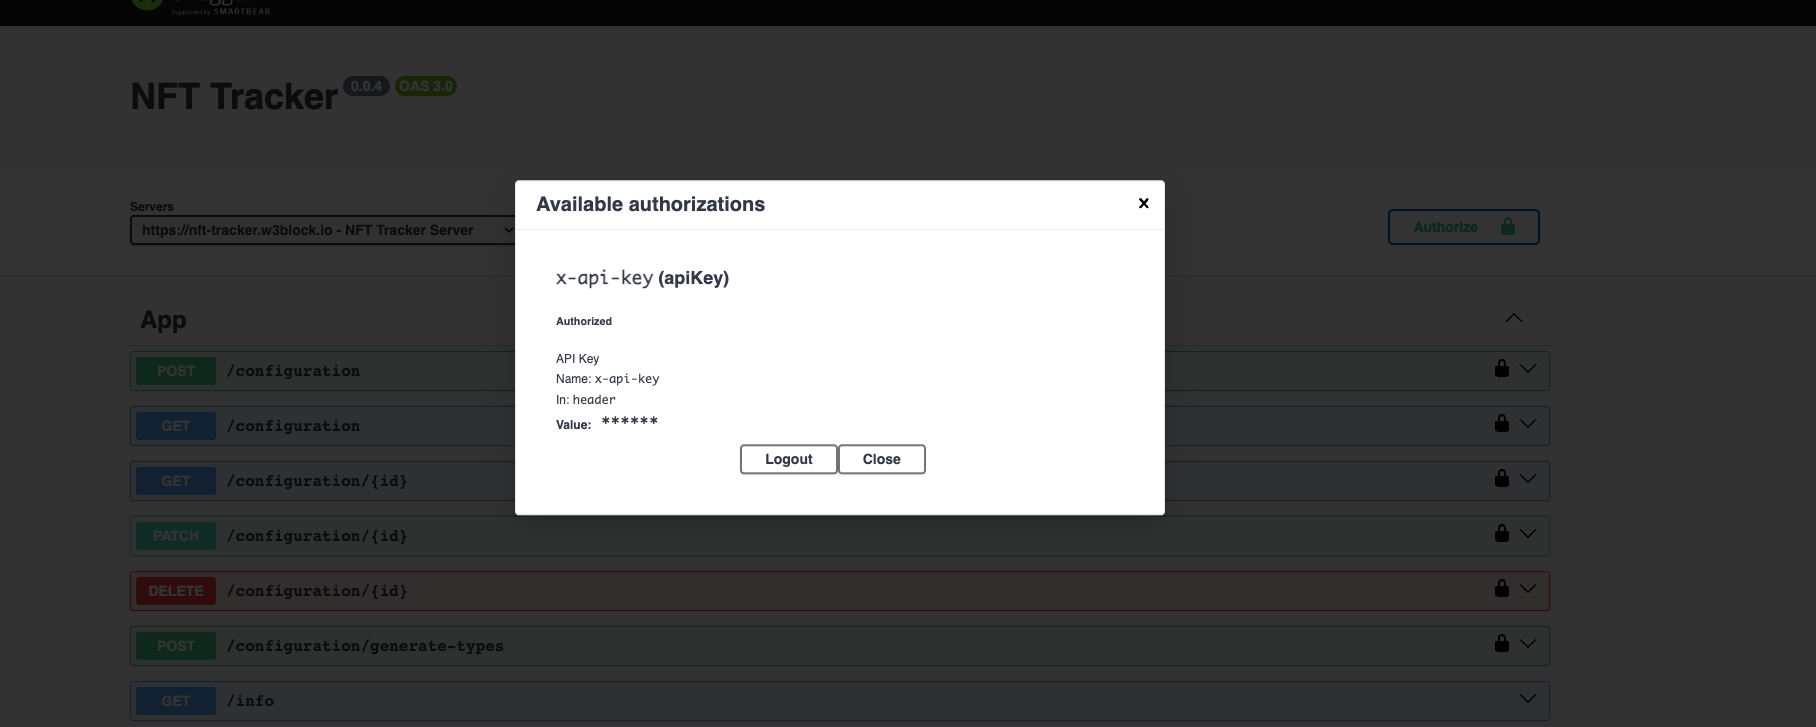 Supported by SMARTBEAR
NFT Tracker 0.0.4 OAS 3.0
Servers
https://nft-tracker.w3block.io - NFT Tracker Server
Authorize
Available authorizations x
x-api-key (apiKey)
Authorized
API Key
Name: x-api-key
In: header
Value: ******
Logout Close
App
POST /configuration
GET /configuration
GET /configuration/{id}
PATCH /configuration/{id}
DELETE /configuration/{id}
POST /configuration/generate-types
GET /info